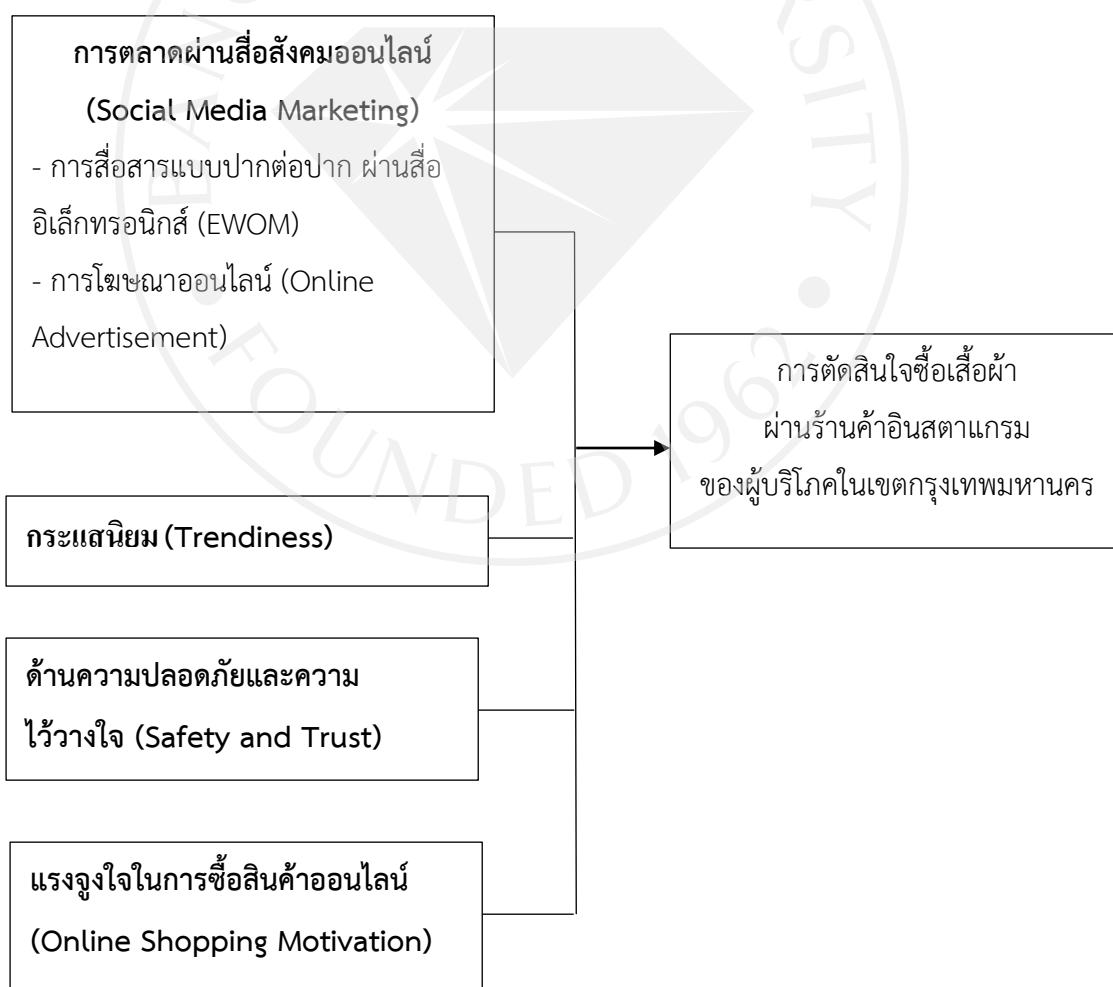 การตลาดผ่านสื่อสังคมออนไลน์
(Social Media Marketing)
- การสื่อสารแบบปากต่อปาก ผ่านสื่อ
อิเล็กทรอนิกส์ (EWOM)
- การโฆษณาออนไลน์ (Online
Advertisement)
การตัดสินใจซื้อเสื้อผ้า
ผ่านร้านค้าอินสตาแกรม
ของผู้บริโภคในเขตกรุงเทพมหานคร
กระแสนิยม (Trendiness)
ด้านความปลอดภัยและความ
ไว้วางใจ (Safety and Trust)
แรงจูงใจในการซื้อสินค้าออนไลน์
(Online Shopping Motivation)
FOUNDED 1962